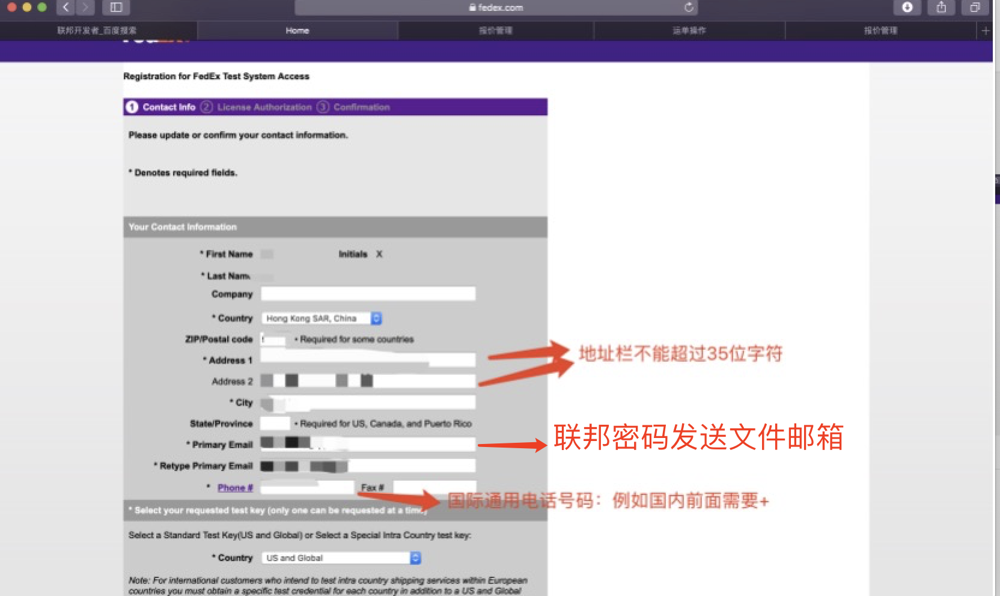 fedex.com
联邦开发者_百度搜索
Home
报价管理
运单操作
报价管理
Registration for FedEx Test System Access
1 Contact Info 2 License Authorization 3 Confirmation
Please update or confirm your contact information.
* Denotes required fields.
Your Contact Information
* First Name
Initials X
* Last Nam
Company
* Country Hong Kong SAR, China
ZIP/Postal code • Required for some countries
* Address 1
地址栏不能超过35位字符
Address 2
* City
State/Province • Required for US, Canada, and Puerto Rico
* Primary Email
联邦密码发送文件邮箱
* Retype Primary Email
* Phone # Fax #
国际通用电话号码：例如国内前面需要+
* Select your requested test key (only one can be requested at a time)
Select a Standard Test Key(US and Global) or Select a Special Intra Country test key:
* Country US and Global
Note: For international customers who intend to test intra country shipping services within European
countries you must obtain a specific test credential for each country in addition to a US and Global